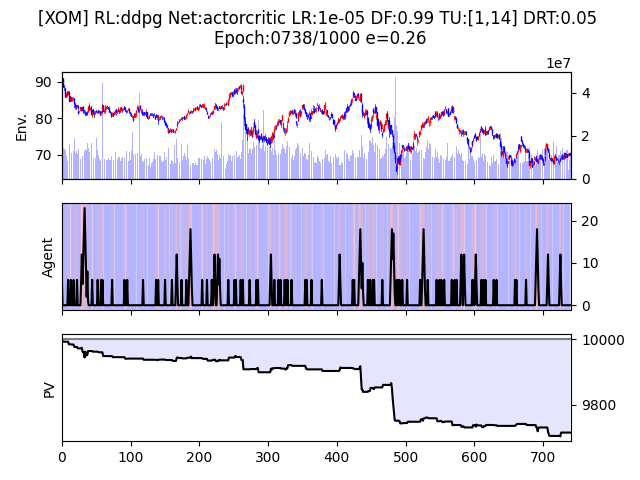 [XOM] RL:ddpg Net:actorcritic LR:1e-05 DF:0.99 TU:[1,14] DRT:0.05
Epoch:0738/1000 e=0.26
1e7
Env.
90
80
70
4
2
0
Agent
20
10
0
PV
10000
9800
0 100 200 300 400 500 600 700